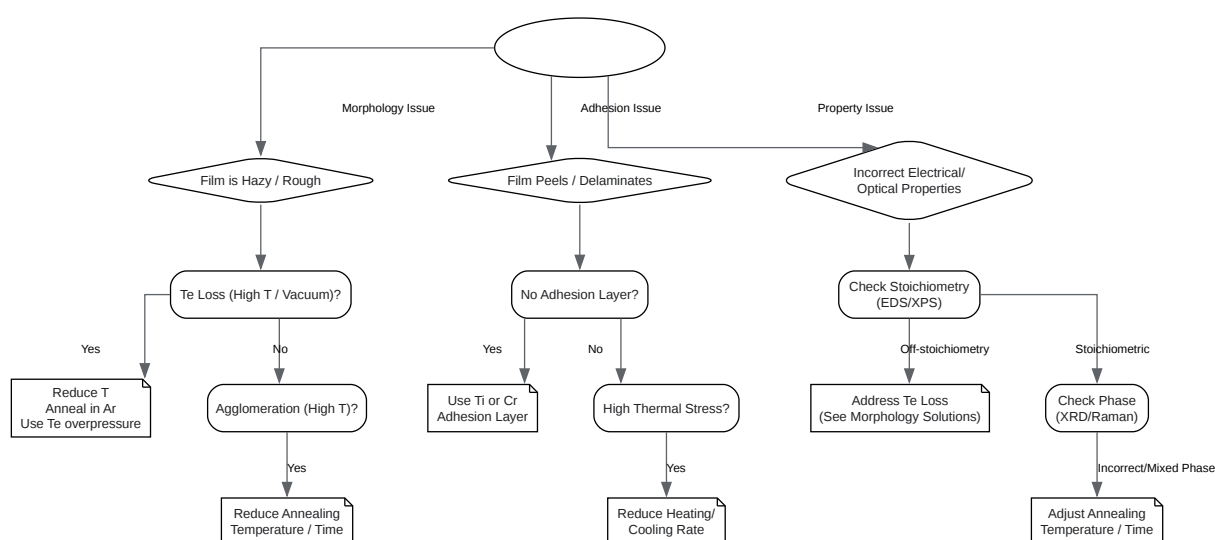 Morphology Issue
Adhesion Issue
Property Issue
Film is Hazy / Rough
Film Peels / Delaminates
Incorrect Electrical/
Optical Properties
Te Loss (High T / Vacuum)?
No Adhesion Layer?
Check Stoichiometry
(EDS/XPS)
Yes
No
Yes
No
Off-stoichiometry
Stoichiometric
Reduce T
Anneal in Ar
Use Te overpressure
Agglomeration (High T)?
Use Ti or Cr
Adhesion Layer
High Thermal Stress?
Address Te Loss
(See Morphology Solutions)
Check Phase
(XRD/Raman)
Yes
Yes
Incorrect/Mixed Phase
Reduce Annealing
Temperature / Time
Reduce Heating/
Cooling Rate
Adjust Annealing
Temperature / Time